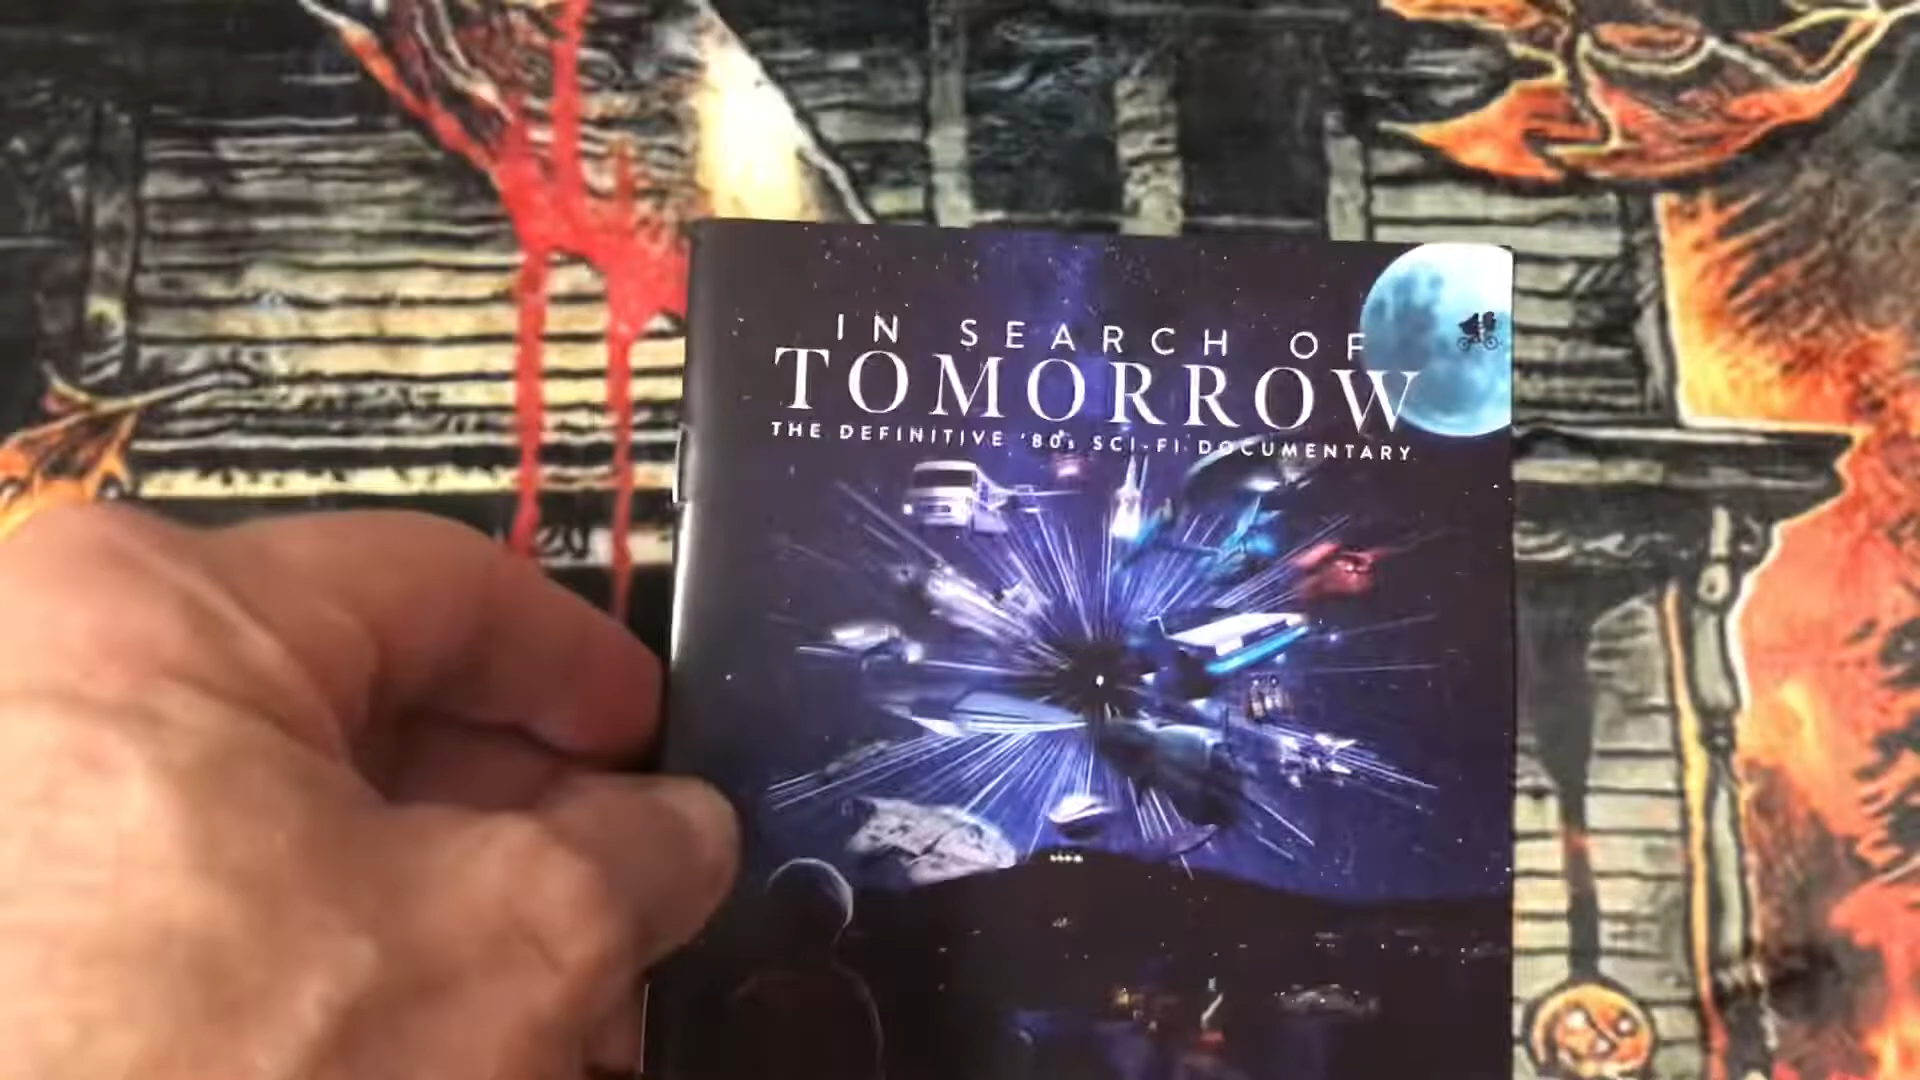 IN SEARCH OF
TOMORROW
THE DEFINITIVE '80s SCI-FI DOCUMENTARY